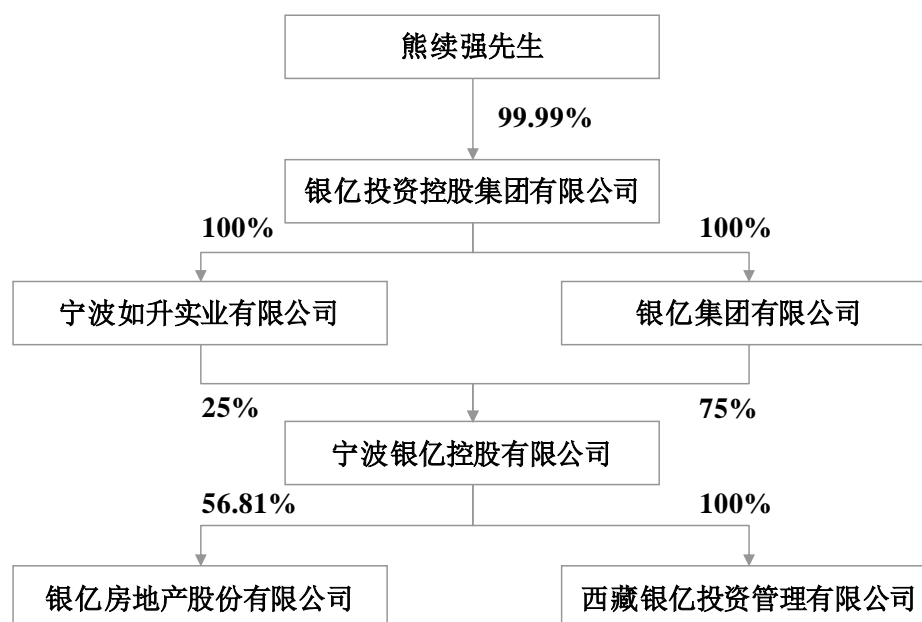 熊续强先生
99.99%
银亿投资控股集团有限公司
100%
100%
宁波如升实业有限公司
银亿集团有限公司
25%
75%
宁波银亿控股有限公司
56.81%
100%
银亿房地产股份有限公司
西藏银亿投资管理有限公司